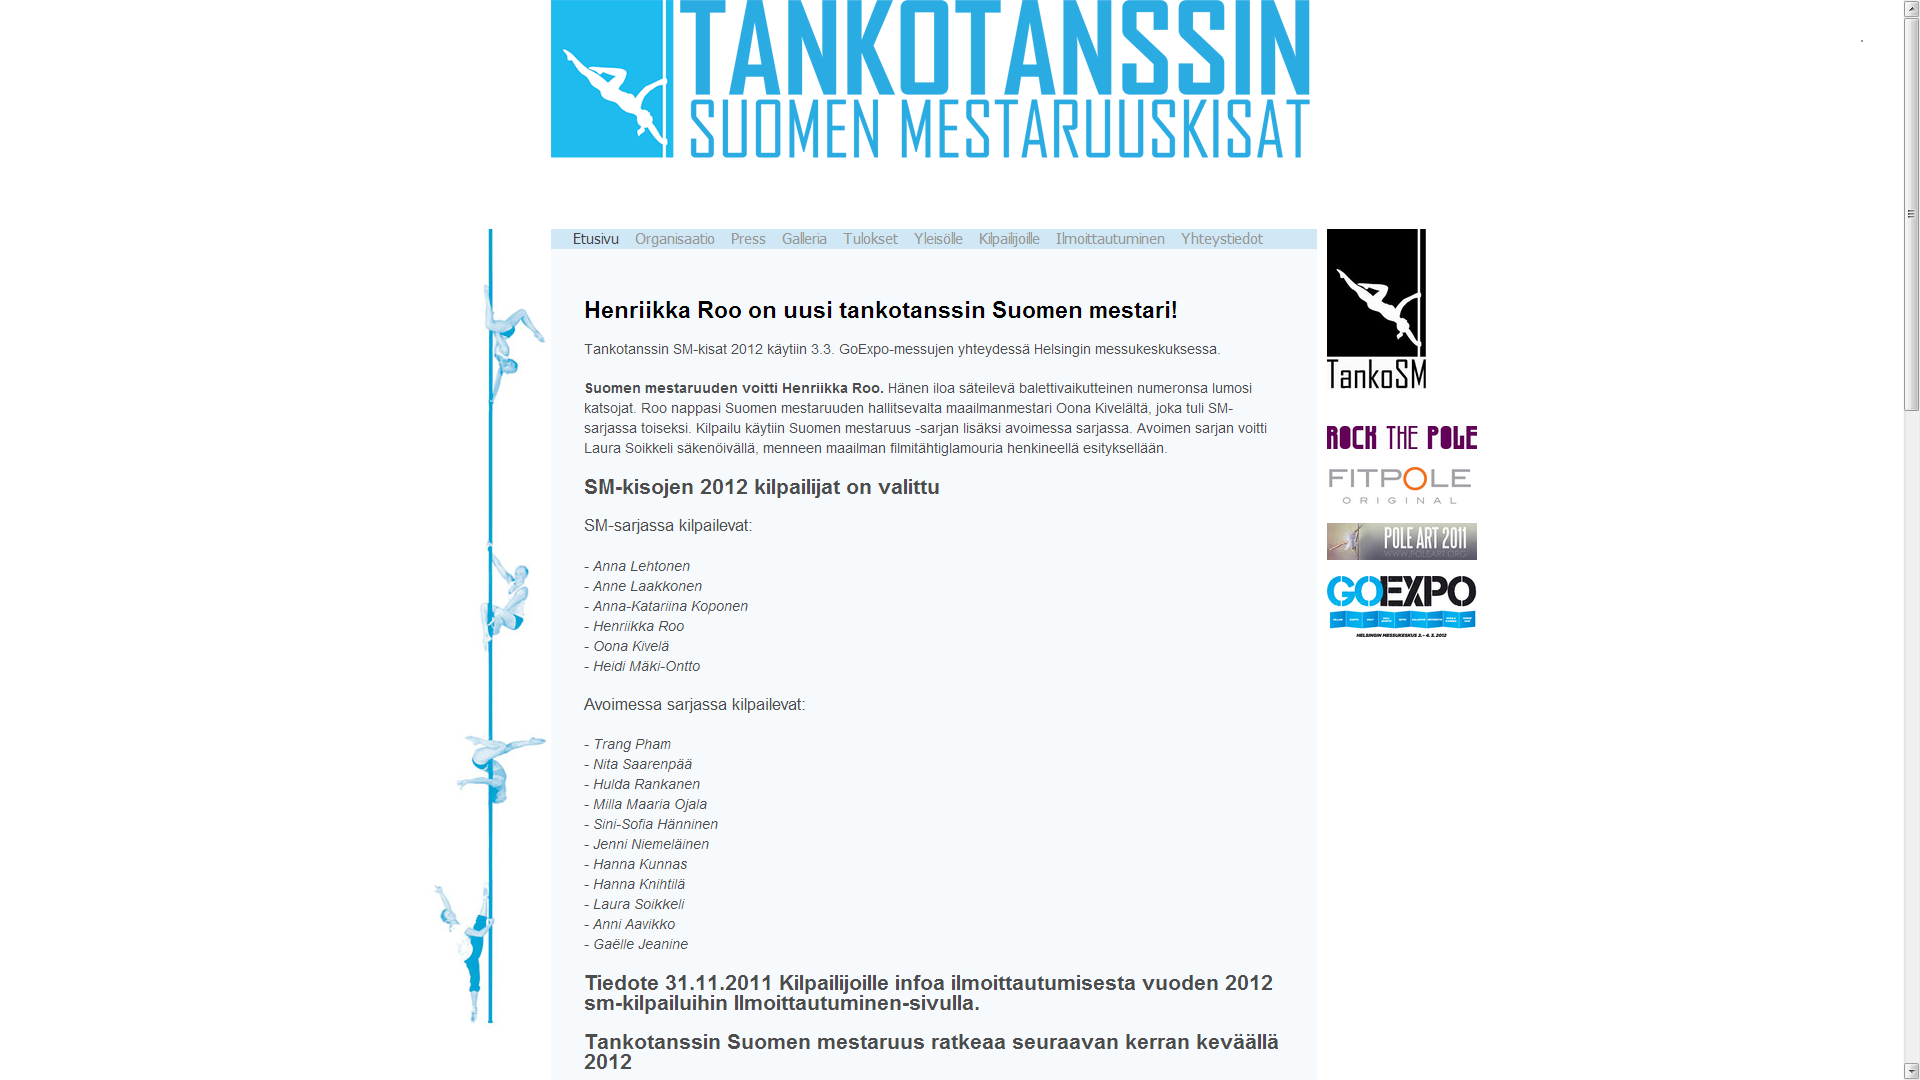 TANKOTANSSIN
SUOMEN MESTARUUSKISAT
Etusivu Organisaatio Press Galleria Tulokset Yleisölle Kilpailijoille Ilmoittautuminen Yhteystiedot
Henriikka Roo on uusi tankotanssin Suomen mestari!
Tankotanssin SM-kisat 2012 käytiin 3.3. GoExpo-messujen yhteydessä Helsingin messukeskuksessa.
Suomen mestaruuden voitti Henriikka Roo. Hänen iloa säteilevä balettivaikutteinen numeronsa lumosi
katsojat. Roo nappasi Suomen mestaruuden hallitsevalta maailmanmestari Oona Kivelältä, joka tuli SM-
sarjassa toiseksi. Kilpailu käytiin Suomen mestaruus -sarjan lisäksi avoimessa sarjassa. Avoimen sarjan voitti
Laura Soikkeli säkenöivällä, menneen maailman filmitähtiglamouria henkineellä esityksellään.
SM-kisojen 2012 kilpailijat on valittu
SM-sarjassa kilpailevat:
- Anna Lehtonen
- Anne Laakkonen
- Anna-Katariina Koponen
- Henriikka Roo
- Oona Kivelä
- Heidi Mäki-Ontto
Avoimessa sarjassa kilpailevat:
- Trang Pham
- Nita Saarenpää
- Hulda Rankanen
- Milla Maaria Ojala
- Sini-Sofia Hänninen
- Jenni Niemeläinen
- Hanna Kunnas
- Hanna Knihtilä
- Laura Soikkeli
- Anni Aavikko
- Gaëlle Jeanine
Tiedote 31.11.2011 Kilpailijoille infoa ilmoittautumisesta vuoden 2012
sm-kilpailuihin Ilmoittautuminen-sivulla.
Tankotanssin Suomen mestaruus ratkeaa seuraavan kerran keväällä
2012
TankoSM
ROCK THE POLE
FITPOLE
ORIGINAL
POLE ART 2011
WWW.POLEART.ORG
GOEXPO
HELSINGIN MESSUKESKUS 2.– 4.3. 2012